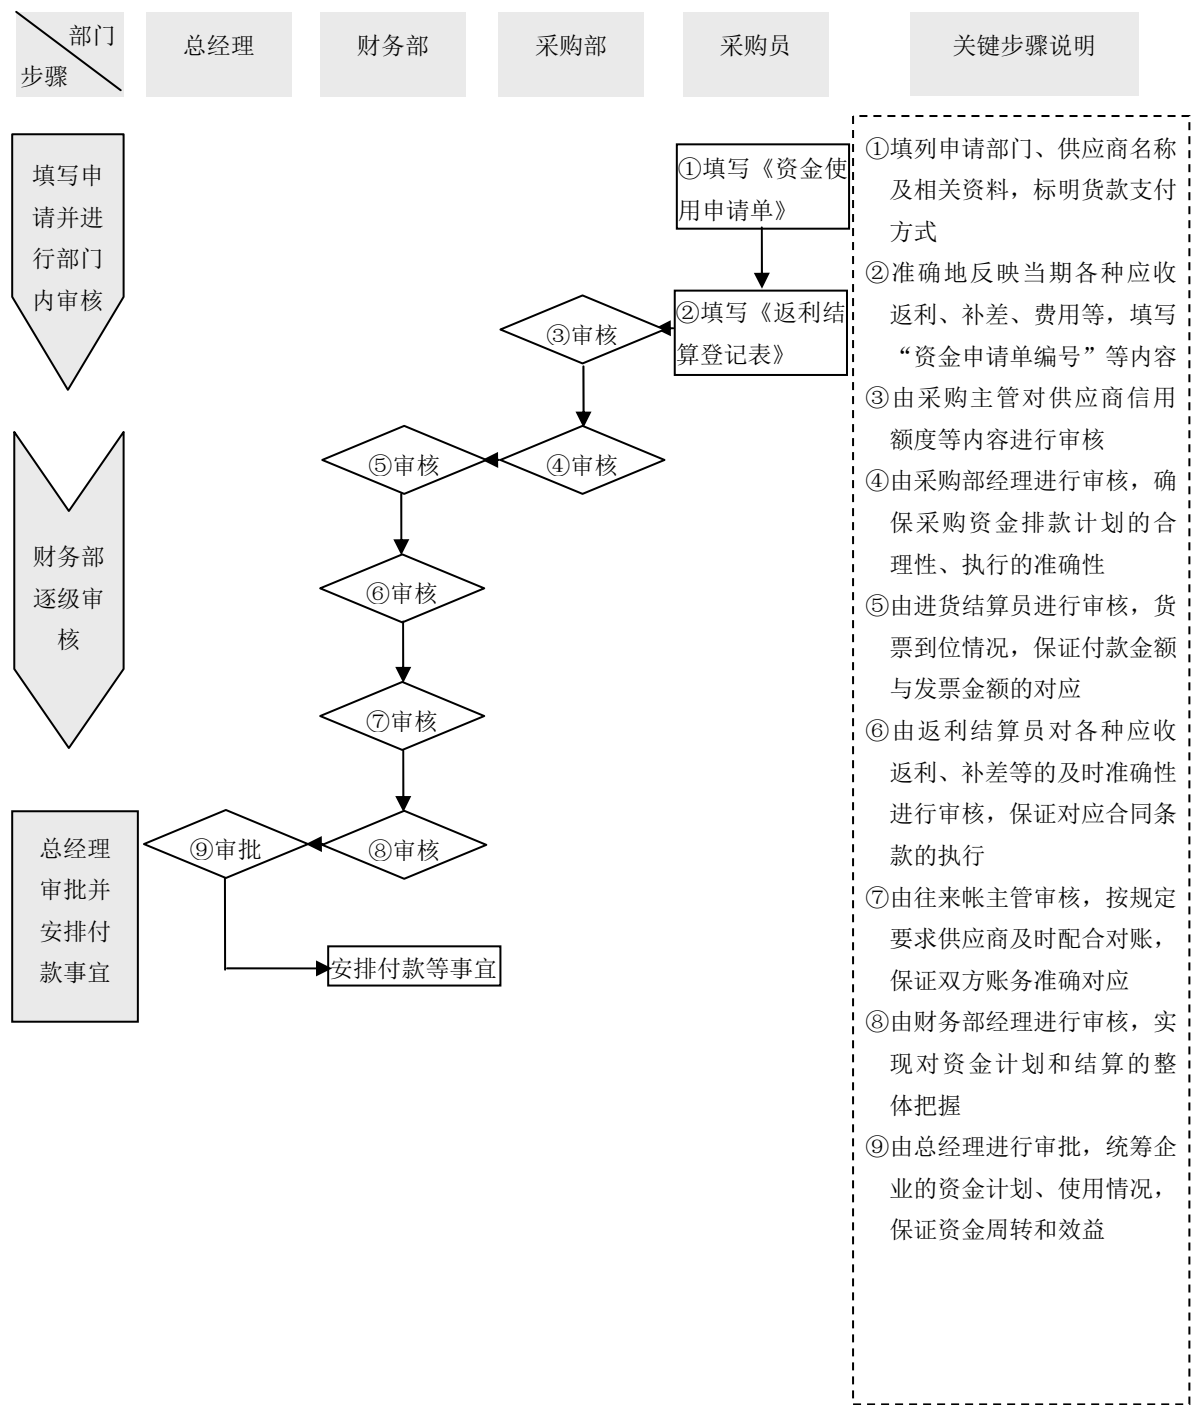 部门
步骤
总经理
财务部
采购部
采购员
关键步骤说明
填写申
请并进
行部门
内审核
财务部
逐级审
核
总经理
审批并
安排付
款事宜
①填写《资金使
用申请单》
②填写《返利结
算登记表》
③审核
④审核
⑤审核
⑥审核
⑦审核
⑧审核
⑨审批
安排付款等事宜
①填列申请部门、供应商名称
及相关资料，标明货款支付
方式
②准确地反映当期各种应收
返利、补差、费用等，填写
“资金申请单编号”等内容
③由采购主管对供应商信用
额度等内容进行审核
④由采购部经理进行审核，确
保采购资金排款计划的合
理性、执行的准确性
⑤由进货结算员进行审核，货
票到位情况，保证付款金额
与发票金额的对应
⑥由返利结算员对各种应收
返利、补差等的及时准确性
进行审核，保证对应合同条
款的执行
⑦由往来帐主管审核，按规定
要求供应商及时配合对账，
保证双方账务准确对应
⑧由财务部经理进行审核，实
现对资金计划和结算的整
体把握
⑨由总经理进行审批，统筹企
业的资金计划、使用情况，
保证资金周转和效益